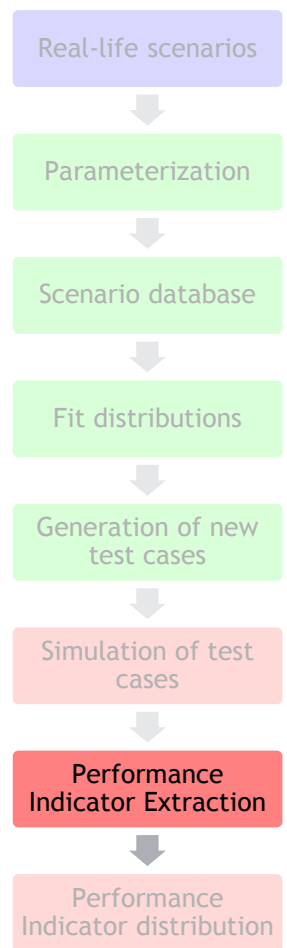 Real-life scenarios
Parameterization
Scenario database
Fit distributions
Generation of new
test cases
Simulation of test
cases
Performance
Indicator Extraction
Performance
Indicator distribution